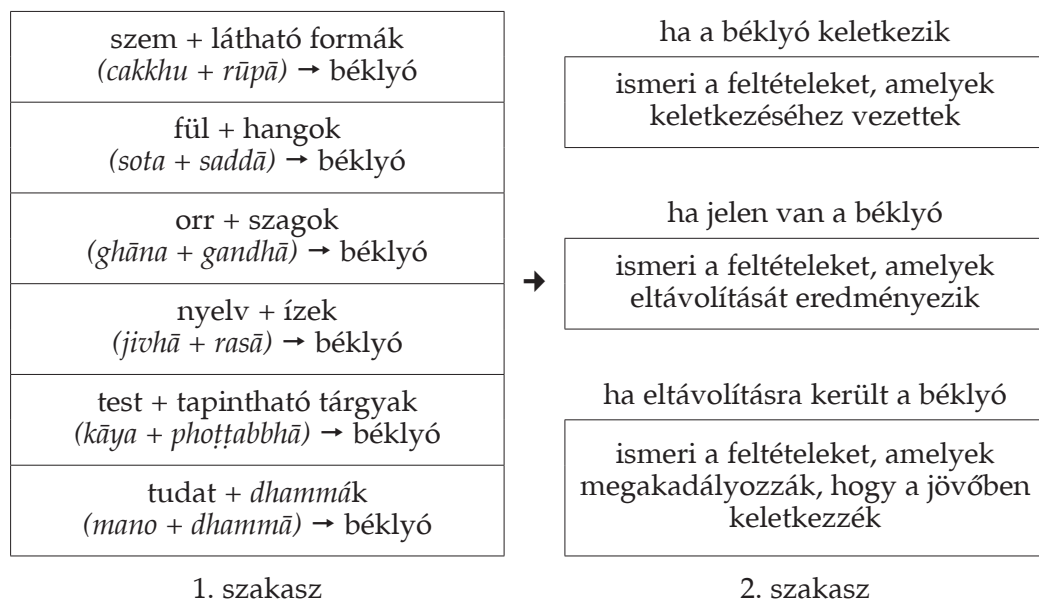 szem + látható formák
(cakkhu + rūpā) → béklyó
fül + hangok
(sota + saddā) → béklyó
orr + szagok
(ghāna + gandhā) → béklyó
nyelv + ízek
(jivhā + rasā) → béklyó
test + tapintható tárgyak
(kāya + phoṭṭabbhā) → béklyó
tudat + dhammák
(mano + dhammā) → béklyó
1. szakasz
➔
ha a béklyó keletkezik
ismeri a feltételeket, amelyek
keletkezéséhez vezettek
ha jelen van a béklyó
ismeri a feltételeket, amelyek
eltávolítását eredményezik
ha eltávolításra került a béklyó
ismeri a feltételeket, amelyek
megakadályozzák, hogy a jövőben
keletkezzék
2. szakasz